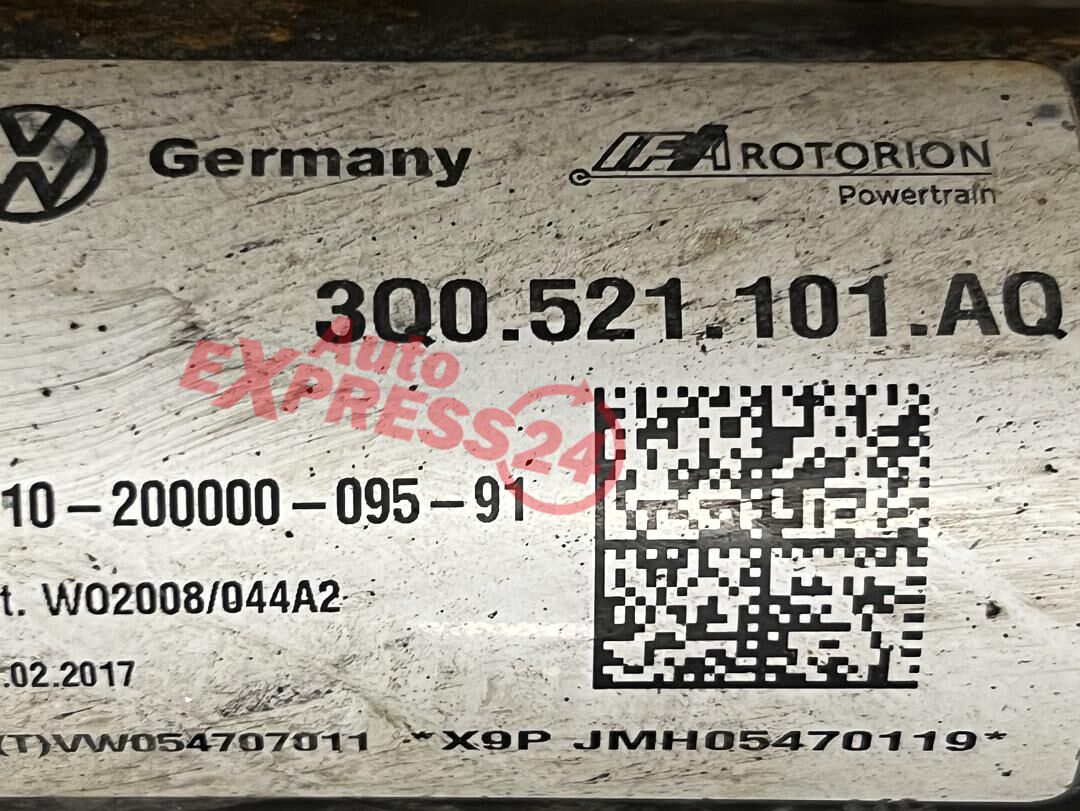 Germany
IFA ROTORION
Powertrain
3Q0.521.101.AQ
Auto
EXPRESS24
10-200000-095-91
t. WO2008/044A2
.02.2017
(T)VW054707011 *X9P JMH05470119*